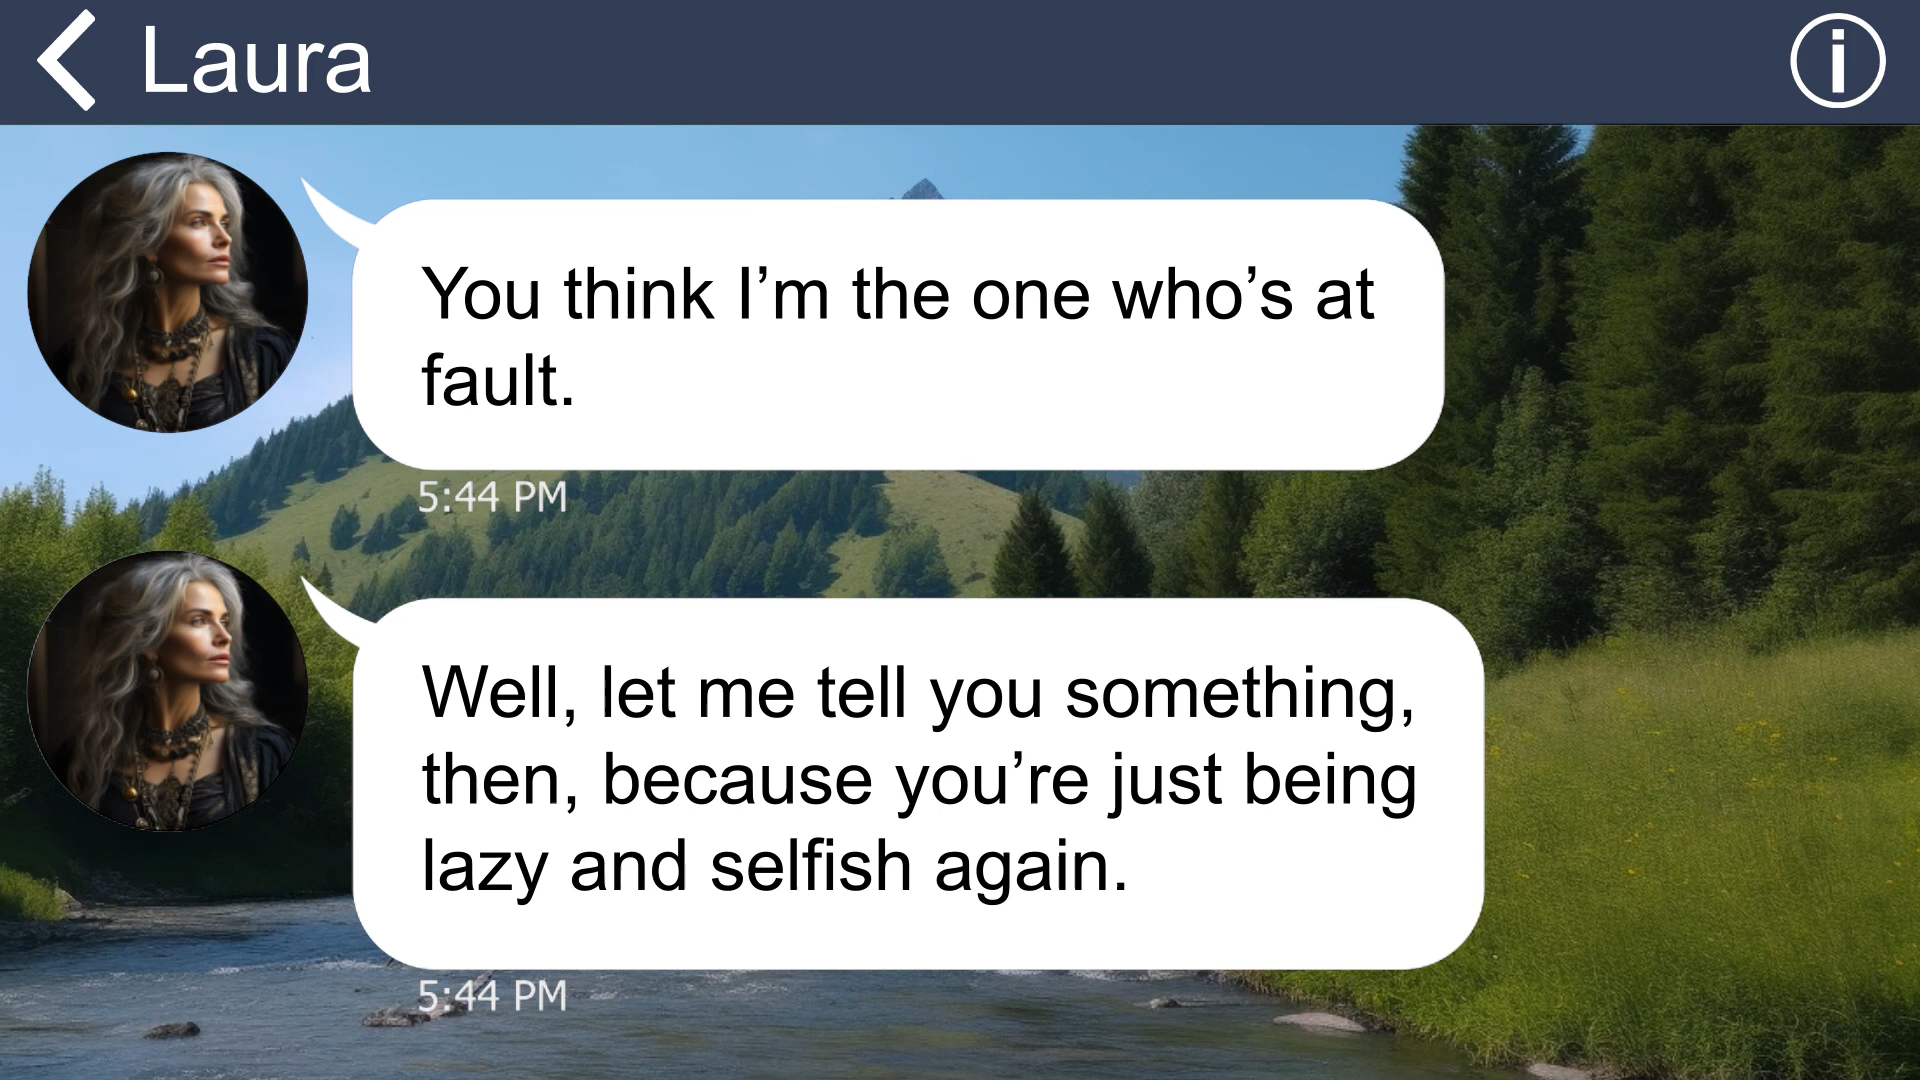 Laura
You think I’m the one who’s at
fault.
5:44 PM
Well, let me tell you something,
then, because you’re just being
lazy and selfish again.
5:44 PM